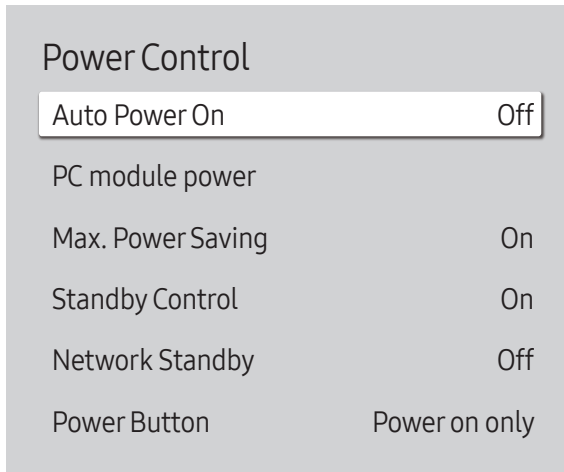 Power Control
Auto Power On Off
PC module power
Max. Power Saving On
Standby Control On
Network Standby Off
Power Button Power on only